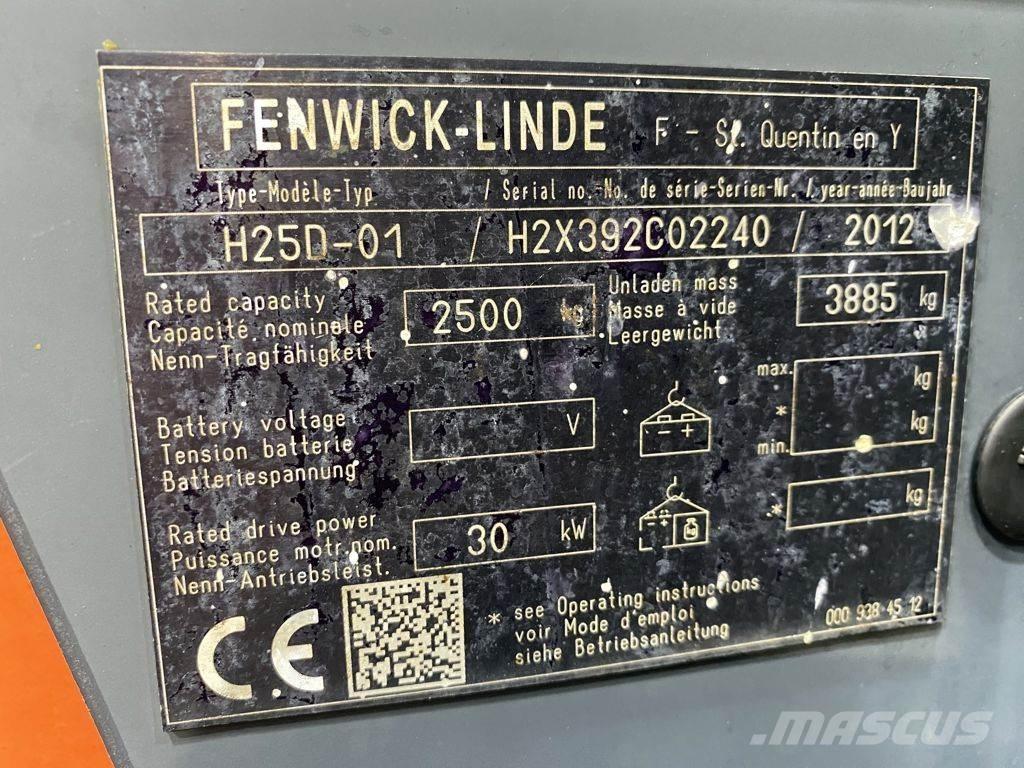 FENWICK-LINDE F - St. Quentin en Y
Type-Modèle-Typ / Serial no.-No. de série-Serien-Nr. / year-année-Baujahr
H25D-01 / H2X392C02240 / 2012
Rated capacity
Capacité nominale
Nenn-Tragfähigkeit
2500 kg
Unladen mass
Masse à vide
Leergewicht
3885 kg
Battery voltage
Tension batterie
Batteriespannung
V
- +
max. kg
* kg
min.
Rated drive power
Puissance motr.nom.
Nenn-Antriebsleist.
30 kW
- + kg
* kg
CE
* see Operating instructions
voir Mode d'emploi
siehe Betriebsanleitung
000 938 45 12
MASCUS